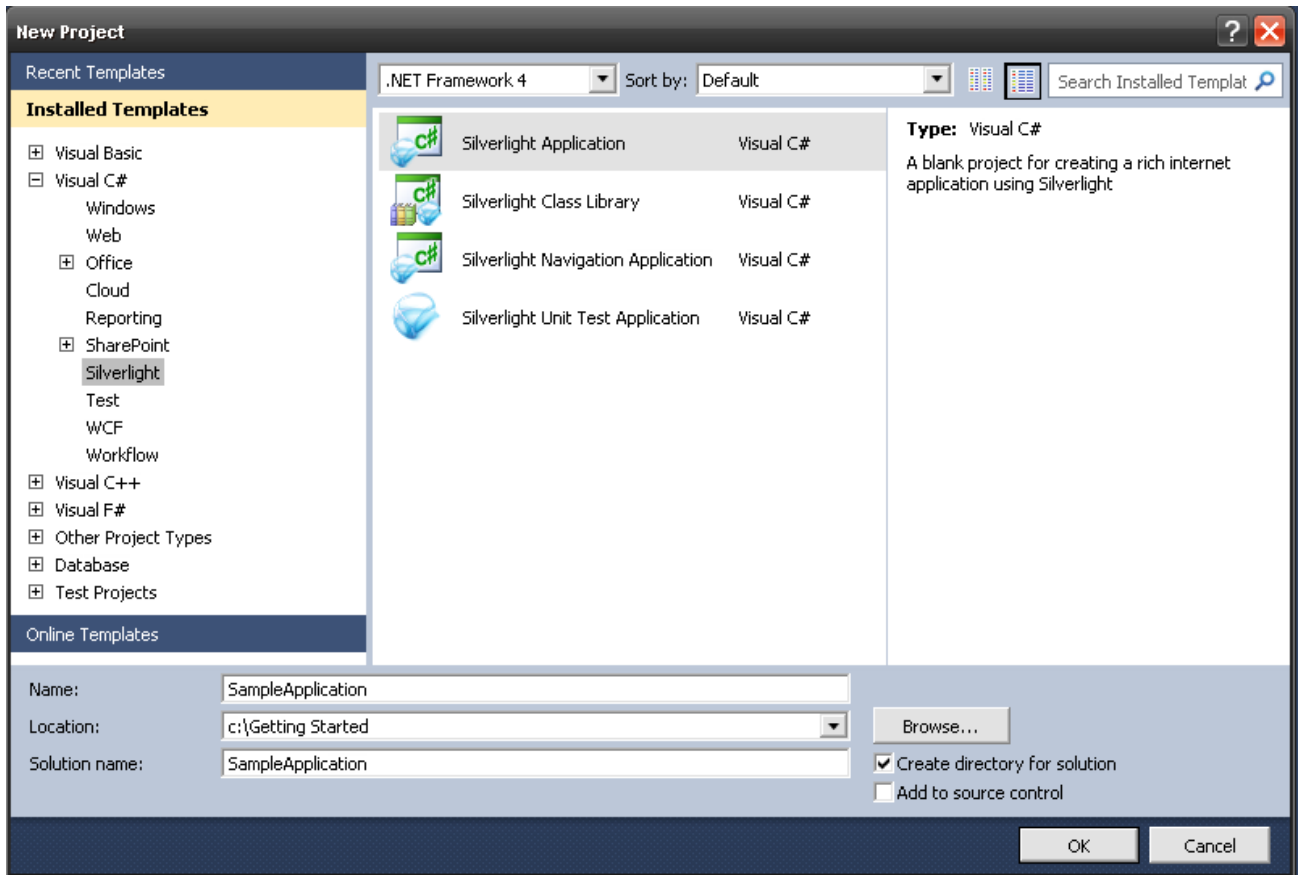 New Project
?
Recent Templates
Installed Templates
Visual Basic
Visual C#
Windows
Web
Office
Cloud
Reporting
SharePoint
Silverlight
Test
WCF
Workflow
Visual C++
Visual F#
Other Project Types
Database
Test Projects
Online Templates
.NET Framework 4 Sort by: Default Search Installed Templat
Silverlight Application Visual C#
Silverlight Class Library Visual C#
Silverlight Navigation Application Visual C#
Silverlight Unit Test Application Visual C#
Type: Visual C#
A blank project for creating a rich internet
application using Silverlight
Name: SampleApplication
Location: c:\Getting Started Browse...
Solution name: SampleApplication
Create directory for solution
Add to source control
OK Cancel